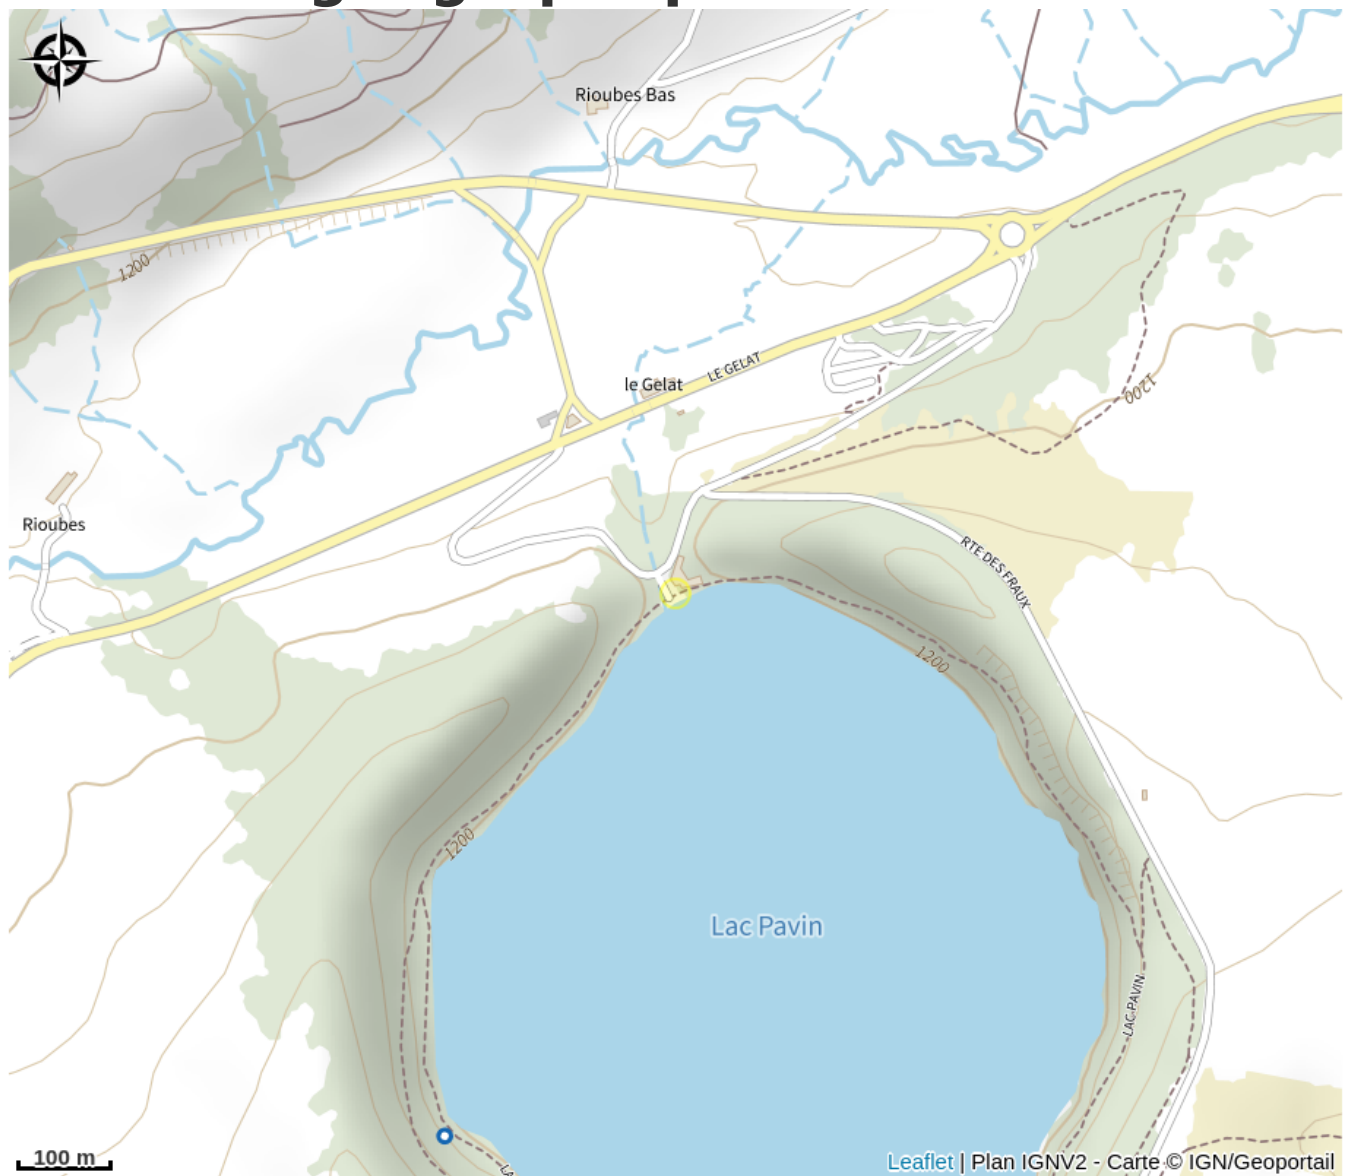 Rioubes Bas
1200
LE GELAT
le Gelat
1200
Rioubes
RTE DES FRAUX
1200
1200
Lac Pavin
LAC PAVIN
100 m
Leaflet | Plan IGNV2 - Carte © IGN/Geoportail